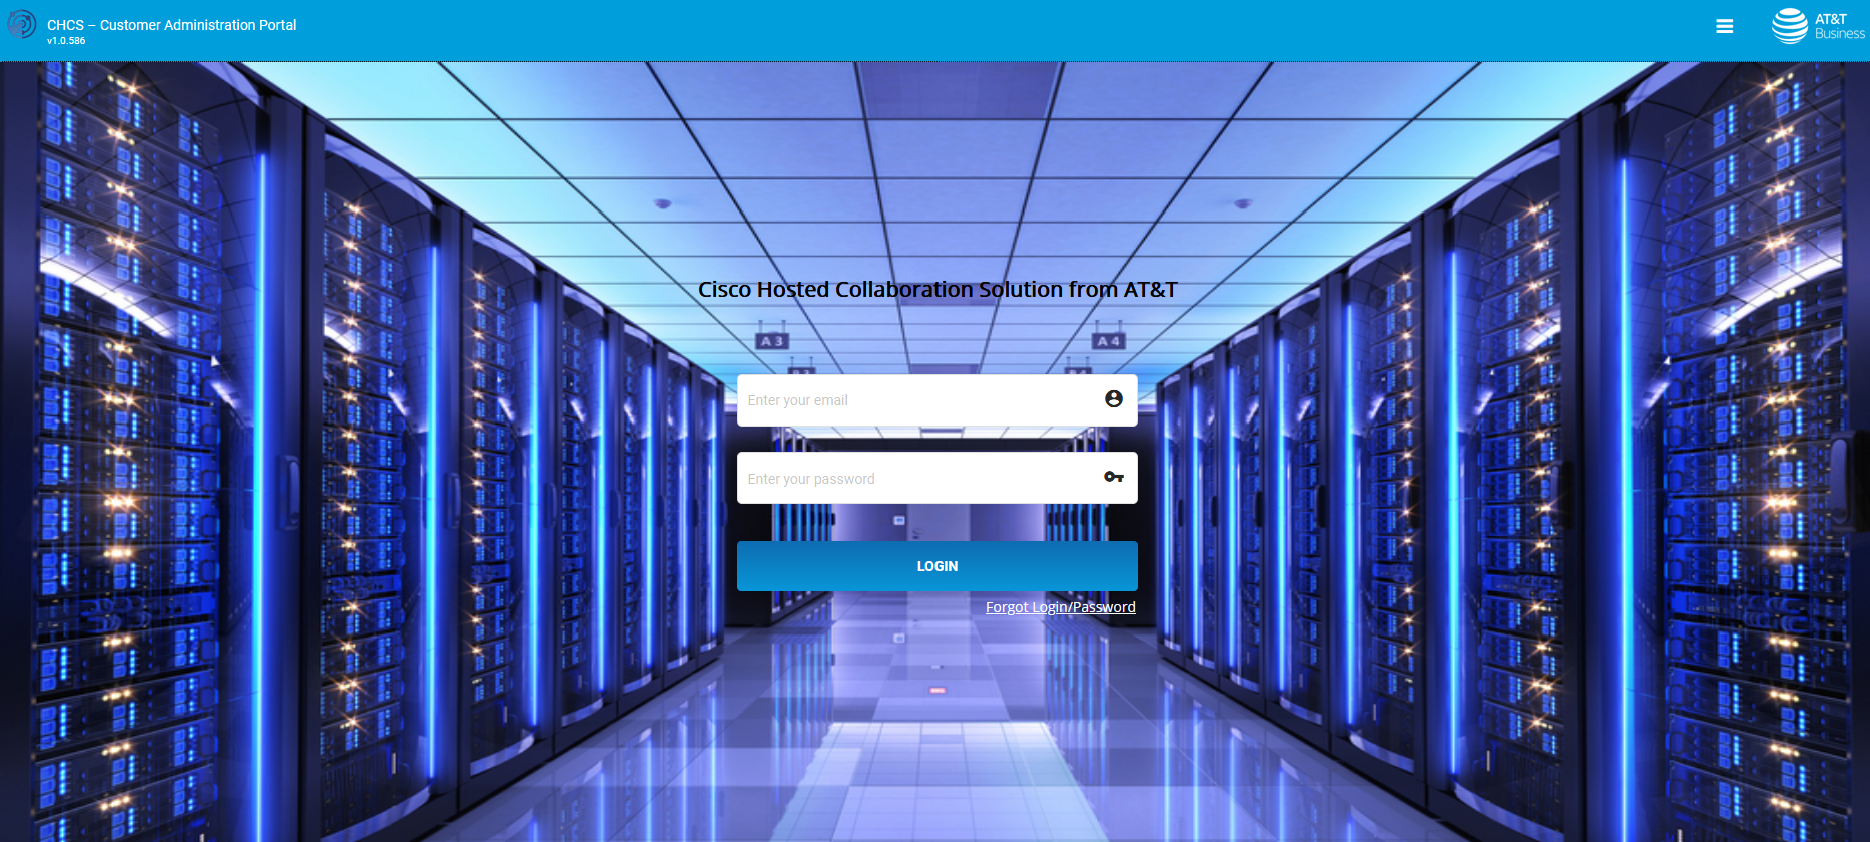 CHCS – Customer Administration Portal
v1.0.586
AT&T
Business
Cisco Hosted Collaboration Solution from AT&T
A 3
A 4
Enter your email
Enter your password
LOGIN
Forgot Login/Password